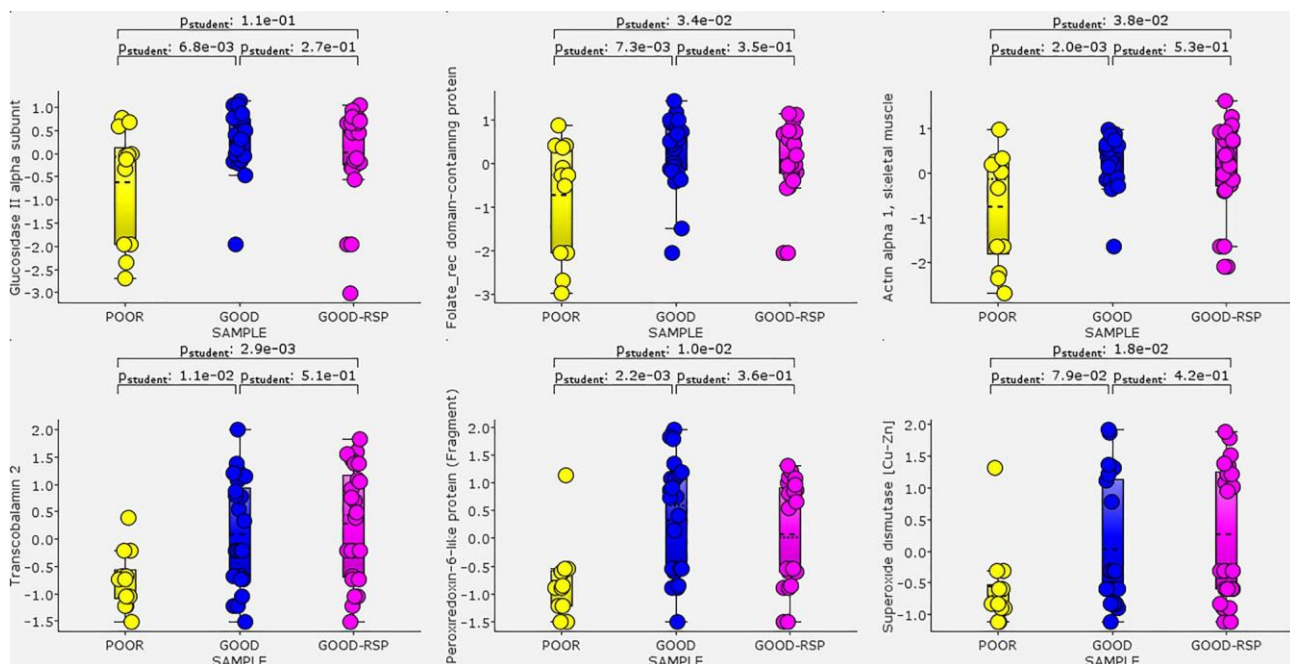 Pstudent: 1.1e-01
Pstudent: 6.8e-03 Pstudent: 2.7e-01
Glucosidase II alpha subunit
1.0
0.5
0.0
-0.5
-1.0
-1.5
-2.0
-2.5
-3.0
POOR GOOD GOOD-RSP
SAMPLE
Pstudent: 3.4e-02
Pstudent: 7.3e-03 Pstudent: 3.5e-01
Folate_rec domain-containing protein
1
0
-1
-2
-3
POOR GOOD GOOD-RSP
SAMPLE
Pstudent: 3.8e-02
Pstudent: 2.0e-03 Pstudent: 5.3e-01
Actin alpha 1, skeletal muscle
1
0
-2
POOR GOOD GOOD-RSP
SAMPLE
Pstudent: 2.9e-03
Pstudent: 1.1e-02 Pstudent: 5.1e-01
Transcobalamin 2
2.0
1.5
1.0
0.5
0.0
-0.5
-1.0
-1.5
POOR GOOD GOOD-RSP
SAMPLE
Pstudent: 1.0e-02
Pstudent: 2.2e-03 Pstudent: 3.6e-01
Peroxiredoxin-6-like protein (Fragment)
2.0
1.5
1.0
0.5
0.0
-0.5
-1.0
-1.5
POOR GOOD GOOD-RSP
SAMPLE
Pstudent: 1.8e-02
Pstudent: 7.9e-02 Pstudent: 4.2e-01
Superoxide dismutase [Cu-Zn]
2.0
1.5
1.0
0.5
0.0
-0.5
-1.0
POOR GOOD GOOD-RSP
SAMPLE